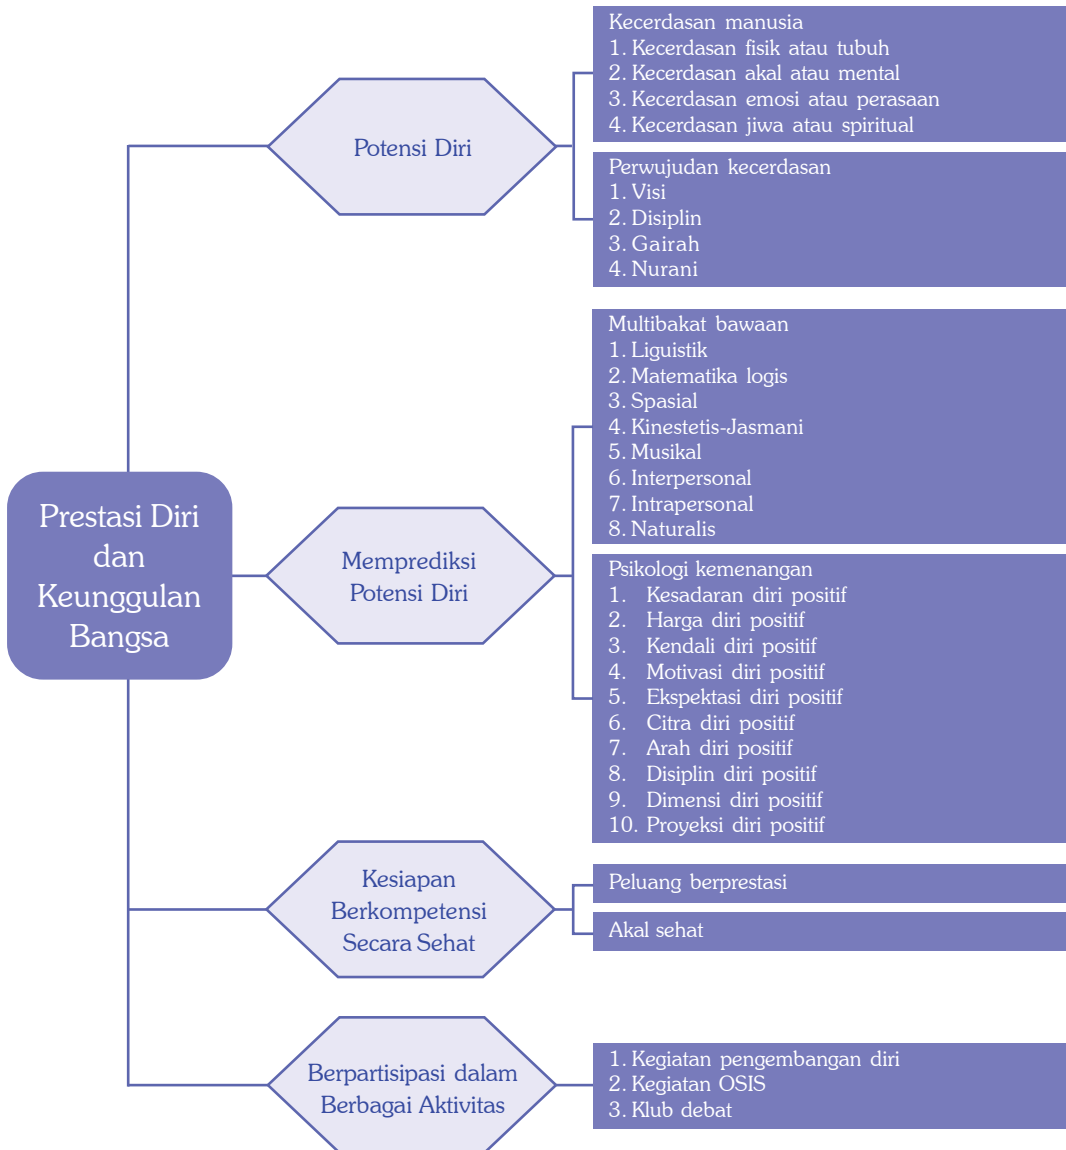 Prestasi Diri
dan
Keunggulan
Bangsa
Potensi Diri
Kecerdasan manusia
1. Kecerdasan fisik atau tubuh
2. Kecerdasan akal atau mental
3. Kecerdasan emosi atau perasaan
4. Kecerdasan jiwa atau spiritual
Perwujudan kecerdasan
1. Visi
2. Disiplin
3. Gairah
4. Nurani
Memprediksi
Potensi Diri
Multibakat bawaan
1. Liguistik
2. Matematika logis
3. Spasial
4. Kinestetis-Jasmani
5. Musikal
6. Interpersonal
7. Intrapersonal
8. Naturalis
Psikologi kemenangan
1. Kesadaran diri positif
2. Harga diri positif
3. Kendali diri positif
4. Motivasi diri positif
5. Ekspektasi diri positif
6. Citra diri positif
7. Arah diri positif
8. Disiplin diri positif
9. Dimensi diri positif
10. Proyeksi diri positif
Kesiapan
Berkompetensi
Secara Sehat
Peluang berprestasi
Akal sehat
Berpartisipasi dalam
Berbagai Aktivitas
1. Kegiatan pengembangan diri
2. Kegiatan OSIS
3. Klub debat